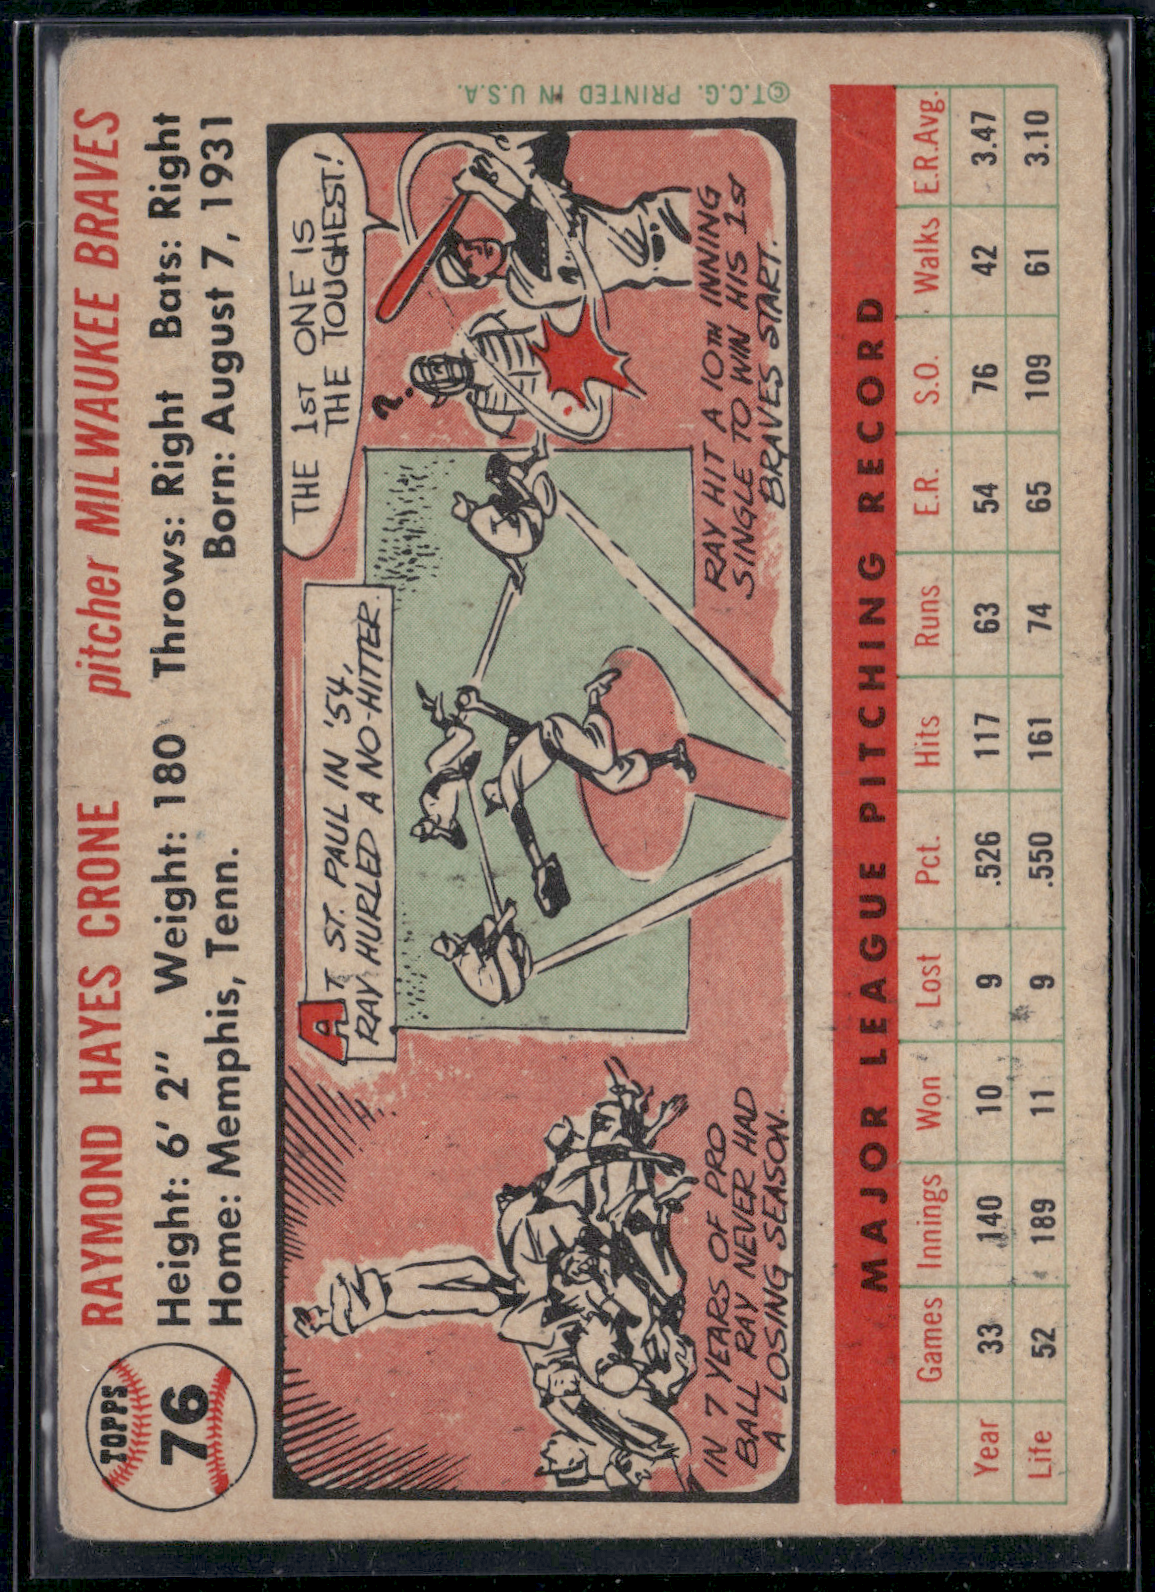 TOPPS
76
RAYMOND HAYES CRONE pitcher MILWAUKEE BRAVES
Height: 6' 2" Weight: 180 Throws: Right Bats: Right
Home: Memphis, Tenn. Born: August 7, 1931
IN 7 YEARS OF PRO
BALL RAY NEVER HAD
A LOSING SEASON.
AT ST. PAUL IN '54,
RAY HURLED A NO-HITTER.
THE 1ST ONE IS
THE TOUGHEST!
?
RAY HIT A 10TH INNING
SINGLE TO WIN HIS 1st
BRAVES START.
©T.C.G. PRINTED IN U.S.A.
MAJOR LEAGUE PITCHING RECORD
Games Innings Won Lost Pct. Hits Runs E.R. S.O. Walks E.R.Avg.
Year 33 140 10 9 .526 117 63 54 76 42 3.47
Life 52 189 11 9 .550 161 74 65 109 61 3.10